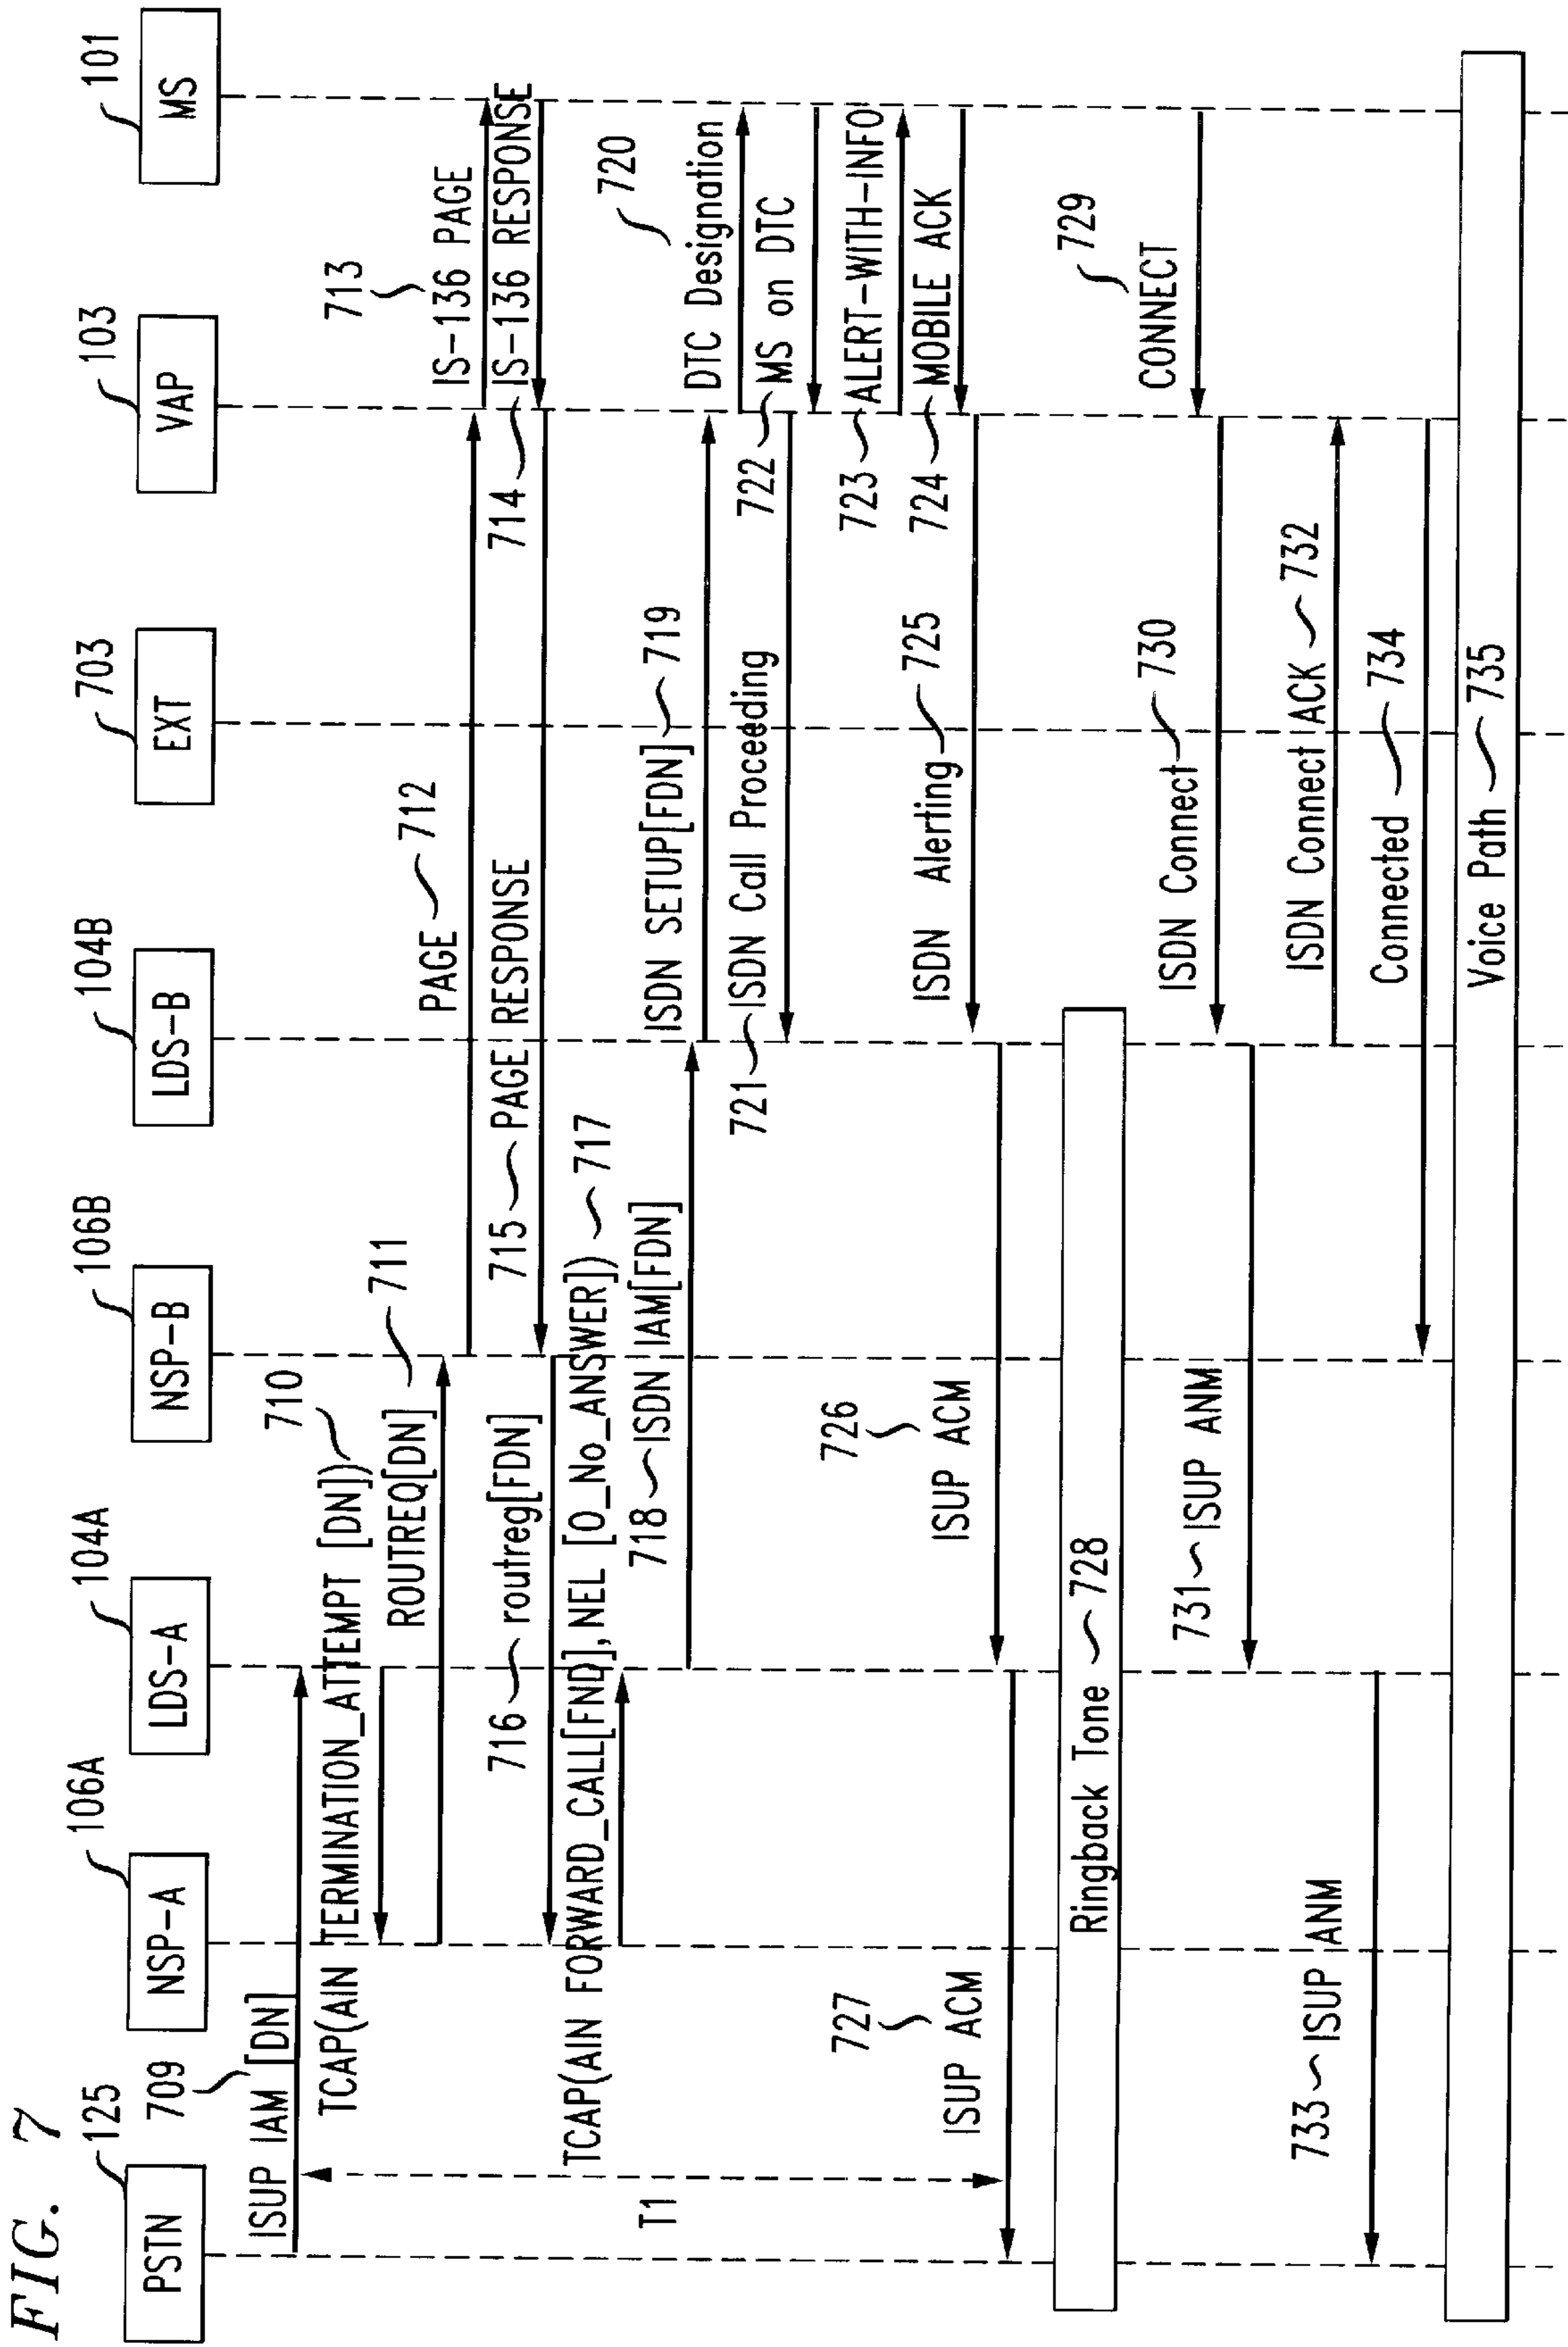 FIG. 7
125
106A
104A
106B
104B
703
103
101
PSTN
NSP-A
LDS-A
NSP-B
LDS-B
EXT
VAP
MS
709
ISUP IAM [DN]
710
TCAP(AIN TERMINATION_ATTEMPT [DN])
711
ROUTREQ[DN]
PAGE 712
713
IS-136 PAGE
714 IS-136 RESPONSE
715 PAGE RESPONSE
716 routreg[FDN]
TCAP(AIN FORWARD_CALL[FND],NEL [O_No_ANSWER]) 717
718 ISDN IAM[FDN]
ISDN SETUP[FDN] 719
720
DTC Designation
721 ISDN Call Proceeding
722 MS on DTC
723 ALERT-WITH-INFO
724 MOBILE ACK
ISDN Alerting 725
726
ISUP ACM
727
ISUP ACM
T1
Ringback Tone 728
729
CONNECT
ISDN Connect 730
731 ISUP ANM
ISDN Connect ACK 732
733 ISUP ANM
Connected 734
Voice Path 735